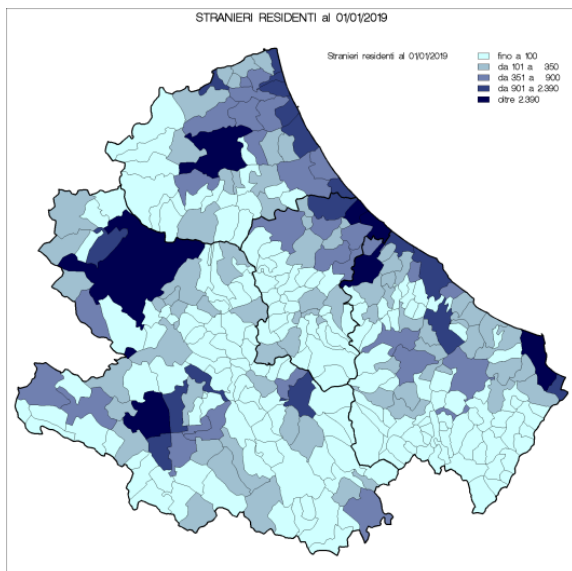 STRANIERI RESIDENTI al 01/01/2019
Stranieri residenti al 01/01/2019
fino a 100
da 101 a 350
da 351 a 900
da 901 a 2.390
oltre 2.390